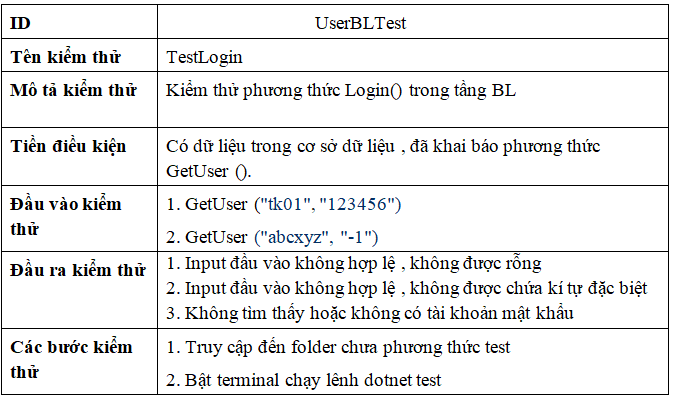 ID UserBLTest
Tên kiểm thử TestLogin
Mô tả kiểm thử Kiểm thử phương thức Login() trong tầng BL
Tiền điều kiện Có dữ liệu trong cơ sở dữ liệu , đã khai báo phương thức
GetUser ().
Đầu vào kiểm 1. GetUser ("tk01", "123456")
thử 2. GetUser ("abcxyz", "-1")
Đầu ra kiểm thử 1. Input đầu vào không hợp lệ , không được rỗng
2. Input đầu vào không hợp lệ , không được chứa kí tự đặc biệt
3. Không tìm thấy hoặc không có tài khoản mật khẩu
Các bước kiểm 1. Truy cập đến folder chưa phương thức test
thử 2. Bật terminal chạy lênh dotnet test